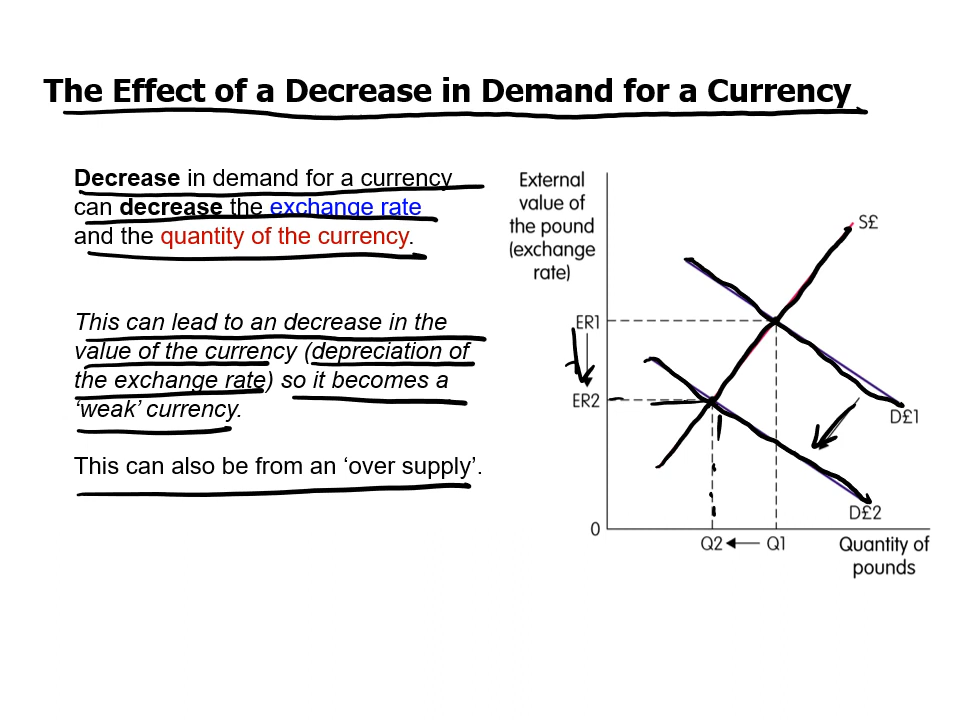 The Effect of a Decrease in Demand for a Currency
Decrease in demand for a currency
can decrease the exchange rate
and the quantity of the currency.
This can lead to an decrease in the
value of the currency (depreciation of
the exchange rate) so it becomes a
‘weak’ currency.
This can also be from an ‘over supply’.
External
value of
the pound
(exchange
rate)
S£
ER1
ER2
D£1
D£2
0
Q2
Q1
Quantity of
pounds